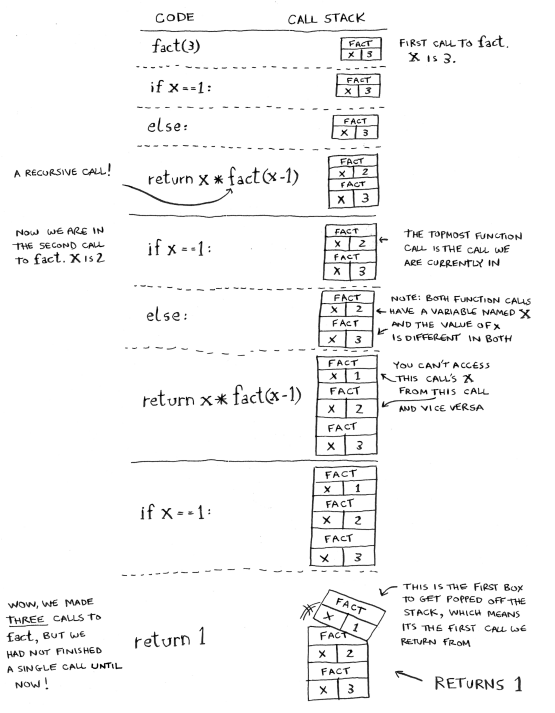 CODE CALL STACK
fact(3)
FACT
X 3
FIRST CALL TO fact.
X IS 3.
if x==1:
FACT
X 3
else:
FACT
X 3
A RECURSIVE CALL!
return x * fact(x-1)
FACT
X 2
FACT
X 3
NOW WE ARE IN
THE SECOND CALL
TO fact. X IS 2
if x==1:
FACT
X 2
FACT
X 3
THE TOPMOST FUNCTION
CALL IS THE CALL WE
ARE CURRENTLY IN
else:
FACT
X 2
FACT
X 3
NOTE: BOTH FUNCTION CALLS
HAVE A VARIABLE NAMED X
AND THE VALUE OF X
IS DIFFERENT IN BOTH
return x * fact(x-1)
FACT
X 1
FACT
X 2
FACT
X 3
YOU CAN'T ACCESS
THIS CALL'S X
FROM THIS CALL
AND VICE VERSA
if x==1:
FACT
X 1
FACT
X 2
FACT
X 3
WOW, WE MADE
THREE CALLS TO
fact, BUT WE
HAD NOT FINISHED
A SINGLE CALL UNTIL
NOW!
return 1
FACT
X 1
FACT
X 2
FACT
X 3
THIS IS THE FIRST BOX
TO GET POPPED OFF THE
STACK, WHICH MEANS
ITS THE FIRST CALL WE
RETURN FROM
RETURNS 1